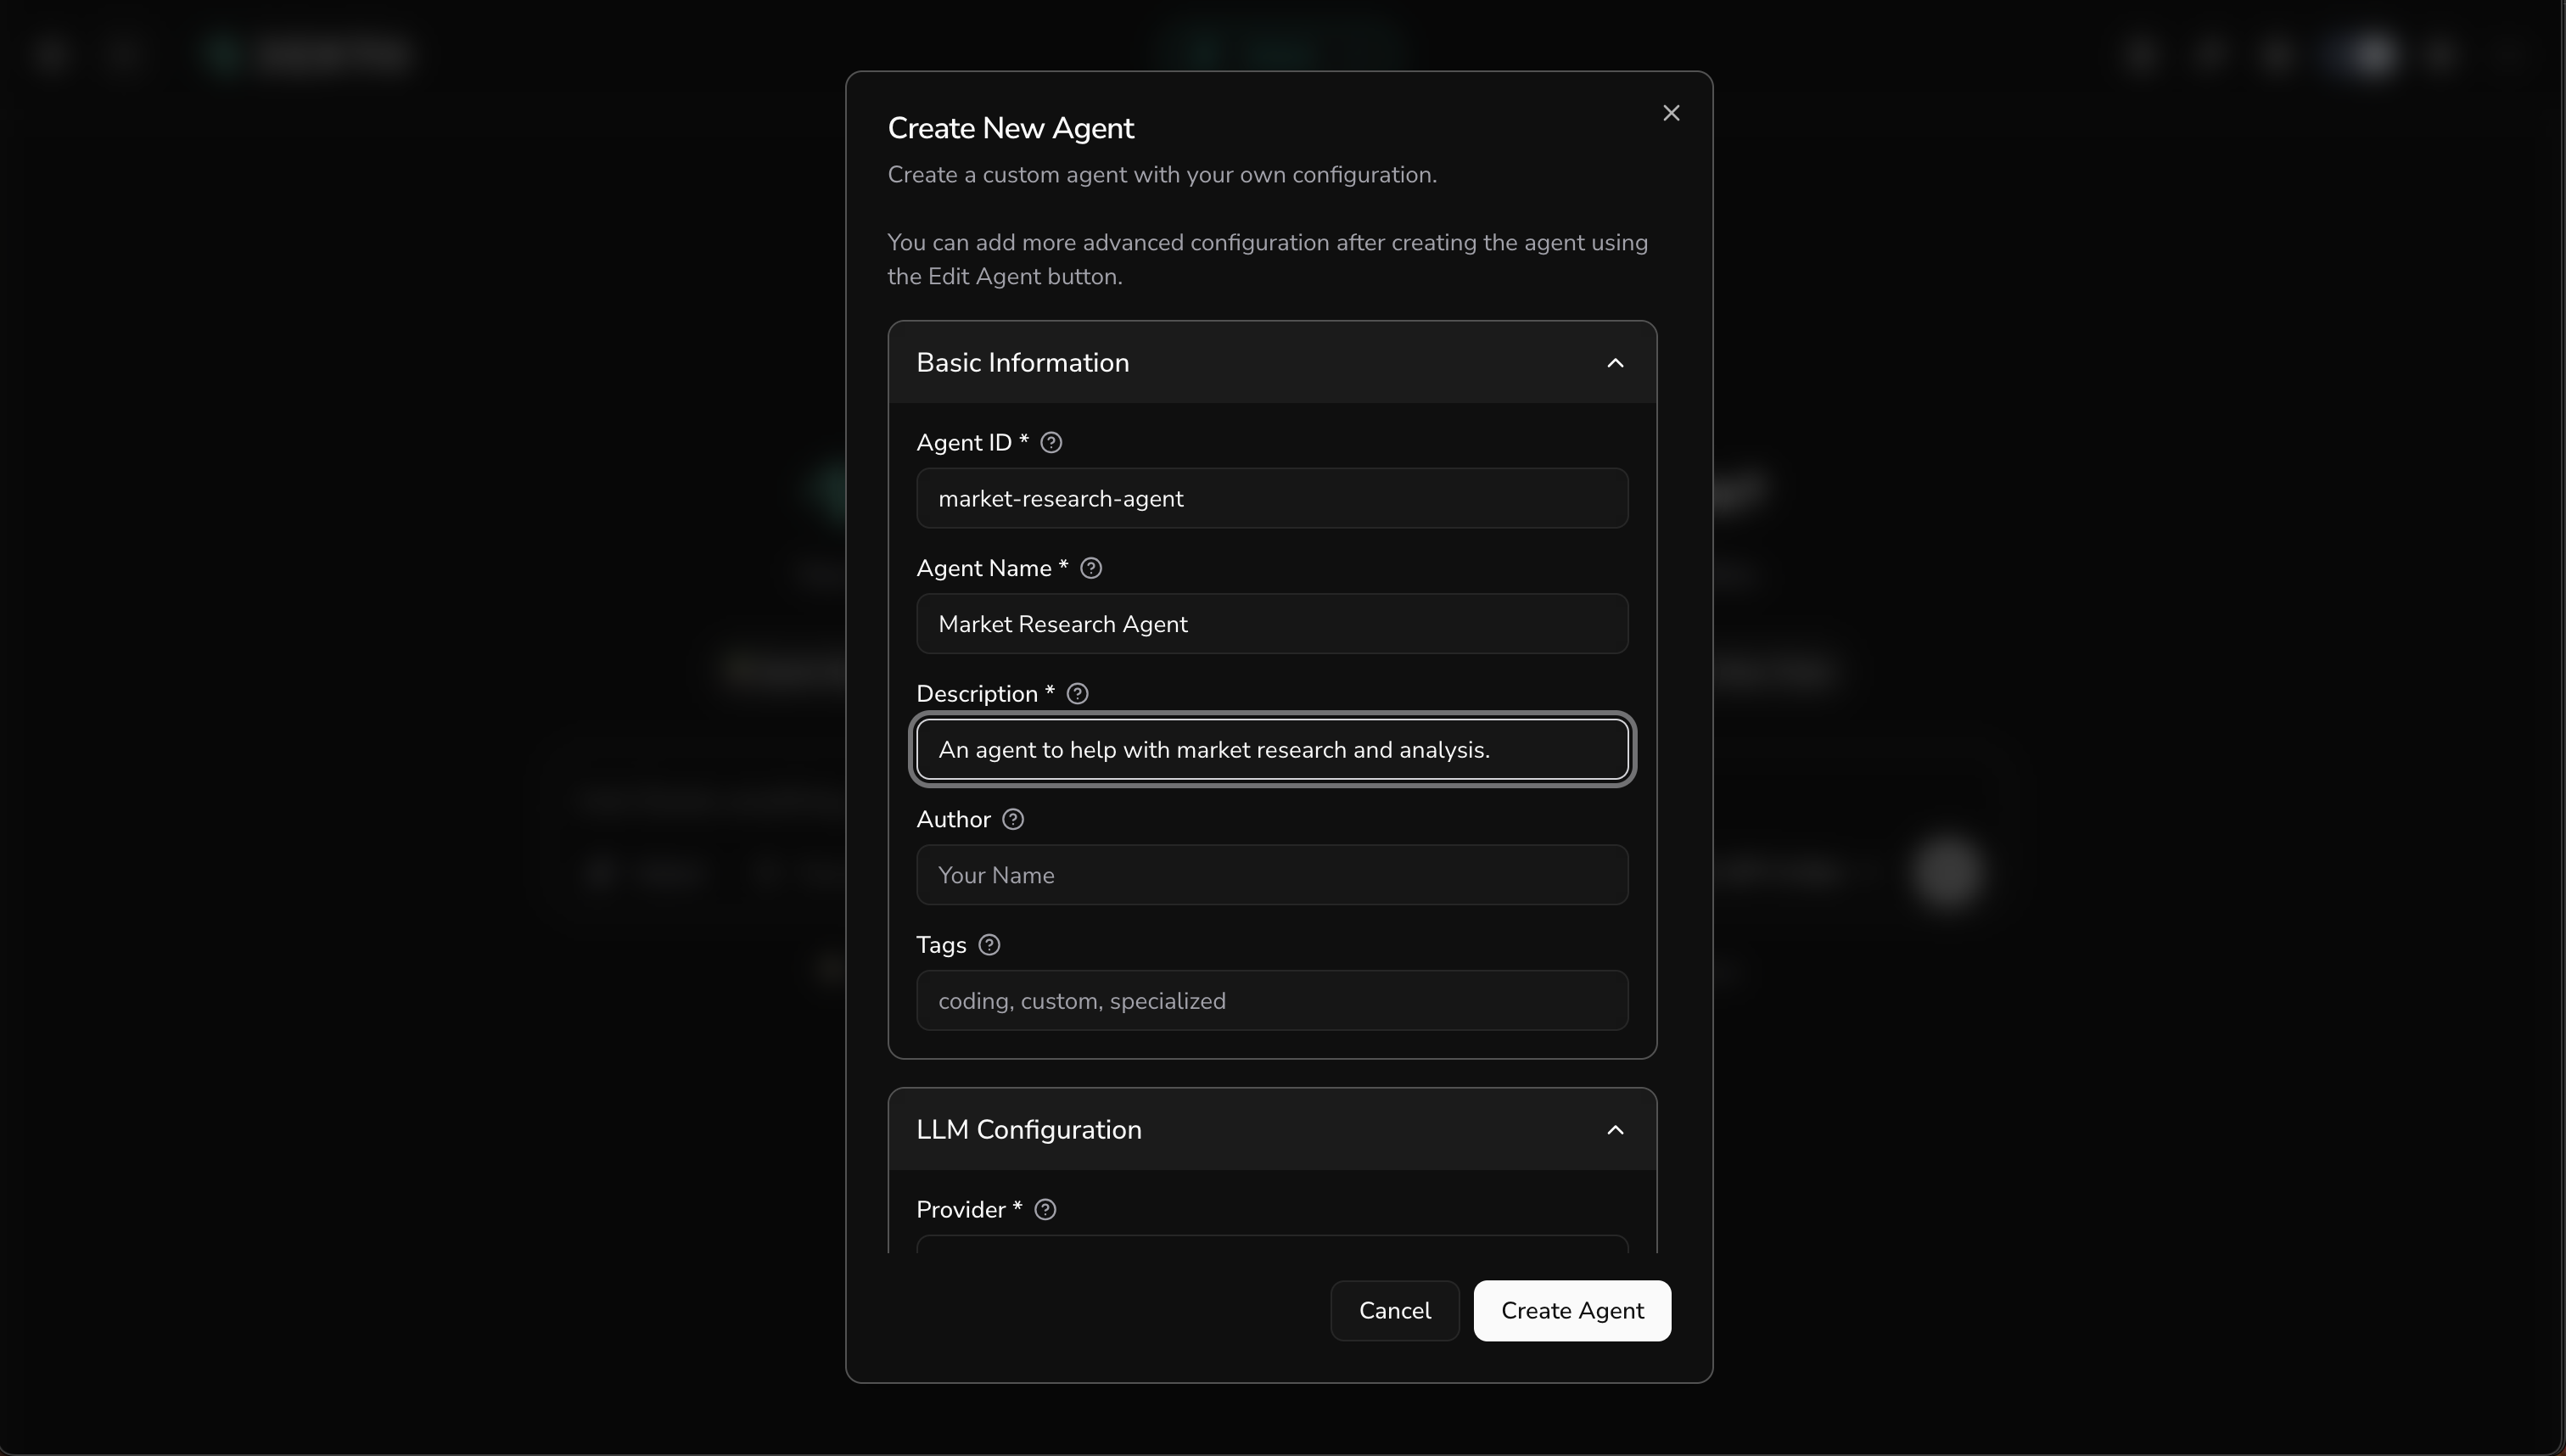 Create New Agent
Create a custom agent with your own configuration.
You can add more advanced configuration after creating the agent using
the Edit Agent button.
Basic Information
Agent ID *
market-research-agent
Agent Name *
Market Research Agent
Description *
An agent to help with market research and analysis.
Author
Your Name
Tags
coding, custom, specialized
LLM Configuration
Provider *
Cancel
Create Agent